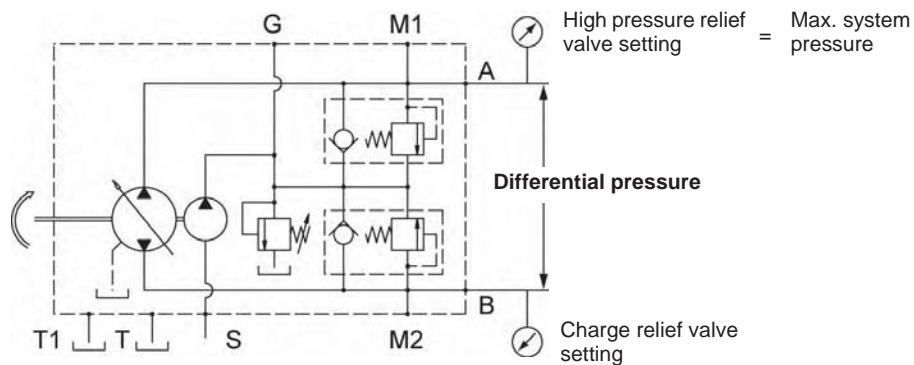 G
M1
High pressure relief
valve setting
=
Max. system
pressure
A
Differential pressure
B
T1
T
S
M2
Charge relief valve
setting